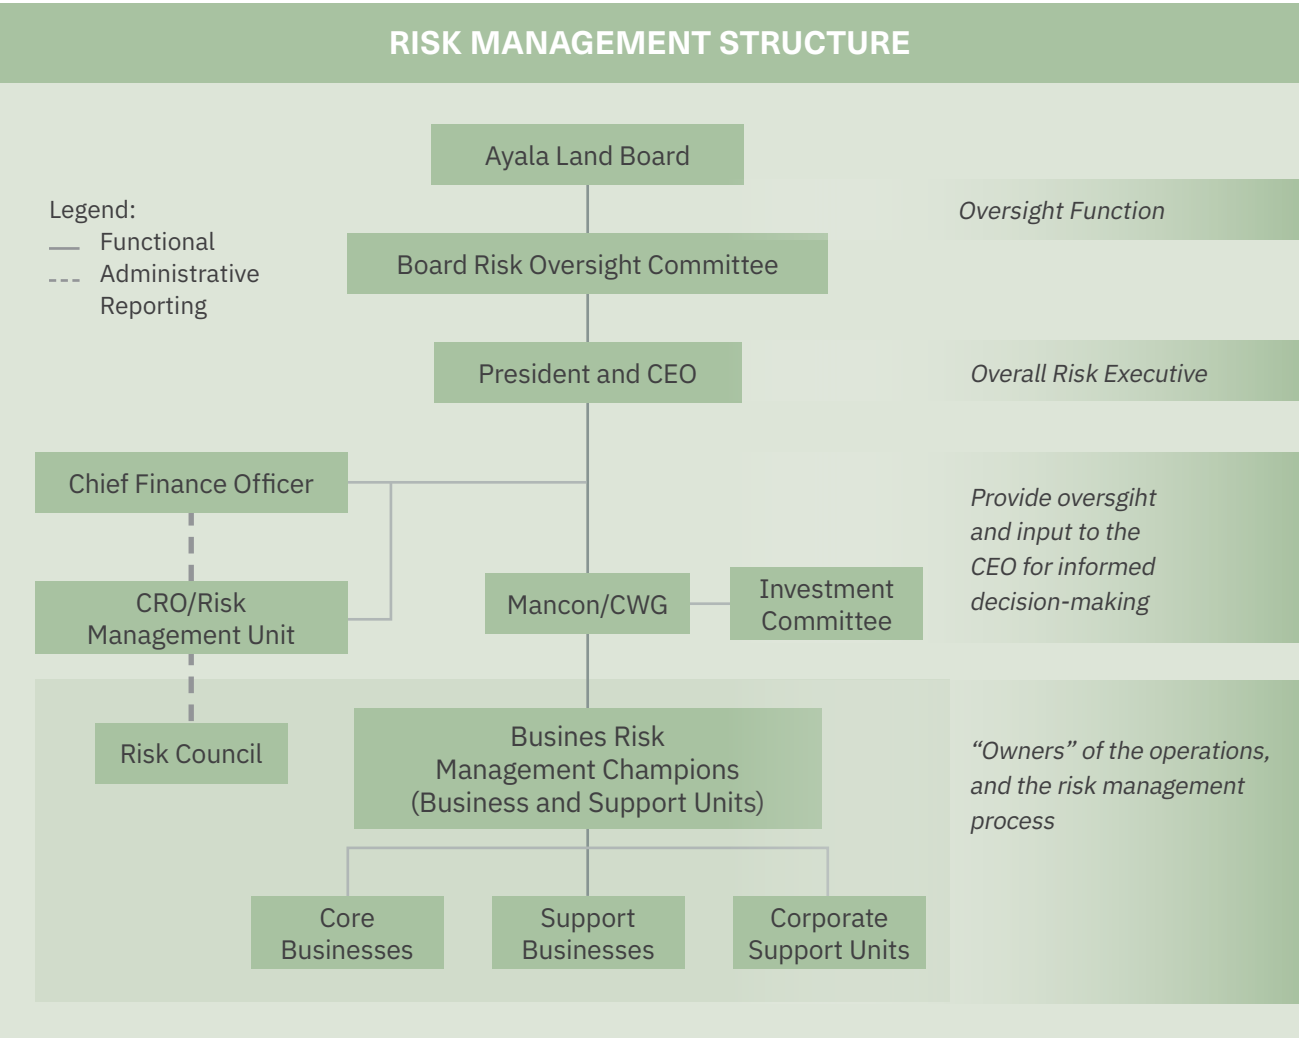 RISK MANAGEMENT STRUCTURE
Ayala Land Board
Legend:
Functional
Administrative
Reporting
Oversight Function
Board Risk Oversight Committee
President and CEO
Overall Risk Executive
Chief Finance Officer
Provide oversgiht
and input to the
CEO for informed
decision-making
CRO/Risk
Management Unit
Mancon/CWG
Investment
Committee
Risk Council
Busines Risk
Management Champions
(Business and Support Units)
“Owners” of the operations,
and the risk management
process
Core
Businesses
Support
Businesses
Corporate
Support Units